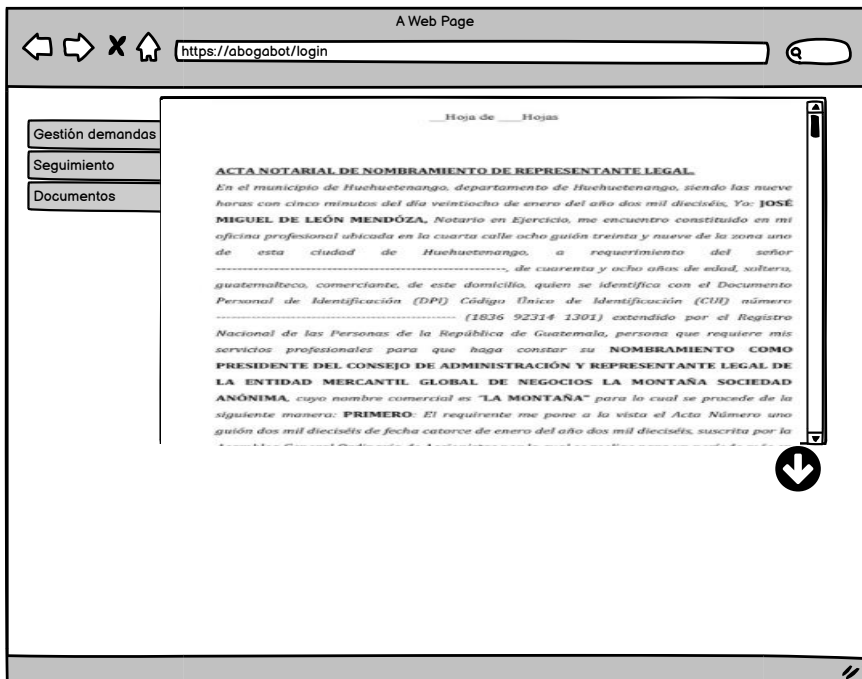 A Web Page
https://abogabot/login
Gestión demandas
Seguimiento
Documentos
__Hoja de ___Hojas
ACTA NOTARIAL DE NOMBRAMIENTO DE REPRESENTANTE LEGAL.
En el municipio de Huehuetenango, departamento de Huehuetenango, siendo las nueve
horas con cinco minutos del día veintiocho de enero del año dos mil dieciséis, Yo: JOSÉ
MIGUEL DE LEÓN MENDÓZA, Notario en Ejercicio, me encuentro constituido en mi
oficina profesional ubicada en la cuarta calle ocho guión treinta y nueve de la zona uno
de esta ciudad de Huehuetenango, a requerimiento del señor
----------------------------------------------------, de cuarenta y ocho años de edad, soltero,
guatemalteco, comerciante, de este domicilio, quien se identifica con el Documento
Personal de Identificación (DPI) Código Único de Identificación (CUI) número
------------------------------------------- (1836 92314 1301) extendido por el Registro
Nacional de las Personas de la República de Guatemala, persona que requiere mis
servicios profesionales para que haga constar su NOMBRAMIENTO COMO
PRESIDENTE DEL CONSEJO DE ADMINISTRACIÓN Y REPRESENTANTE LEGAL DE
LA ENTIDAD MERCANTIL GLOBAL DE NEGOCIOS LA MONTAÑA SOCIEDAD
ANÓNIMA, cuyo nombre comercial es "LA MONTAÑA" para lo cual se procede de la
siguiente manera: PRIMERO: El requirente me pone a la vista el Acta Número uno
guión dos mil dieciséis de fecha catorce de enero del año dos mil dieciséis, suscrita por la